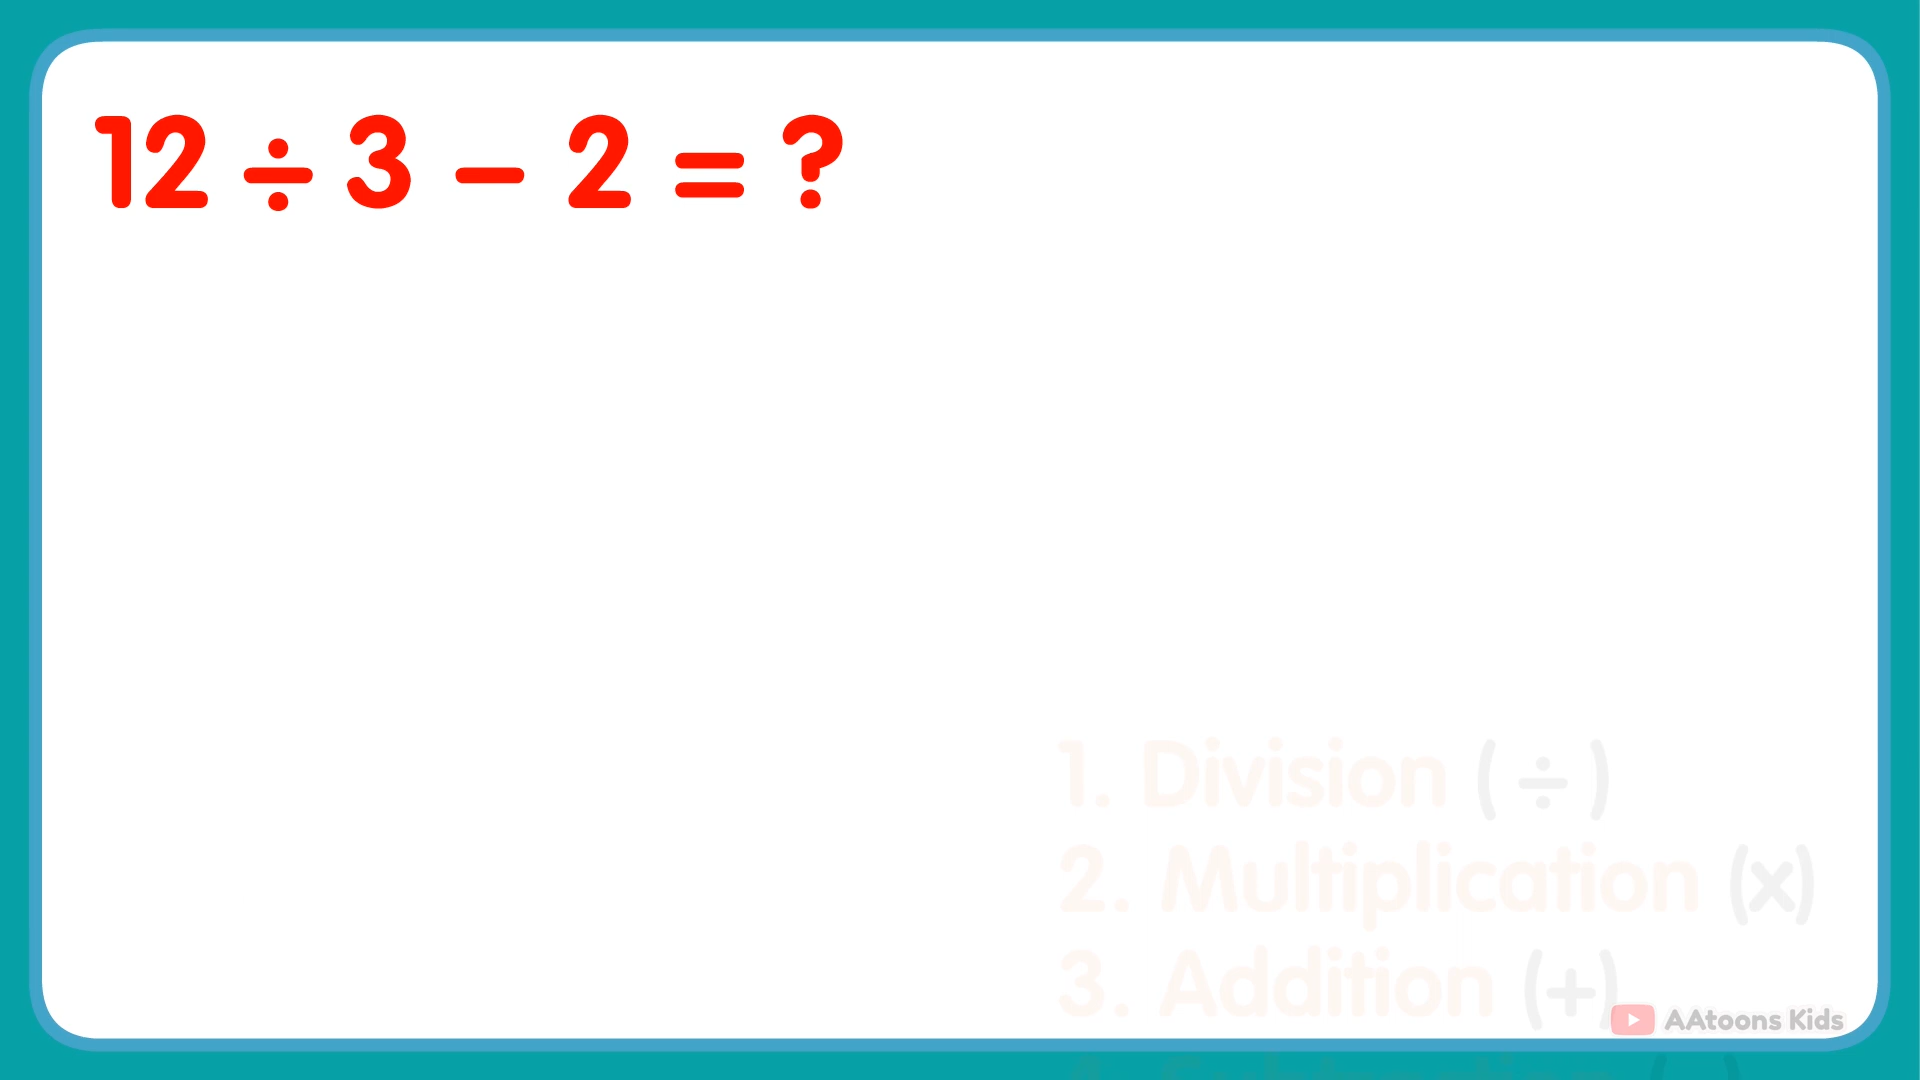 12 ÷ 3 – 2 = ?
1. Division ( ÷ )
2. Multiplication (x)
3. Addition (+)
AAtoons Kids